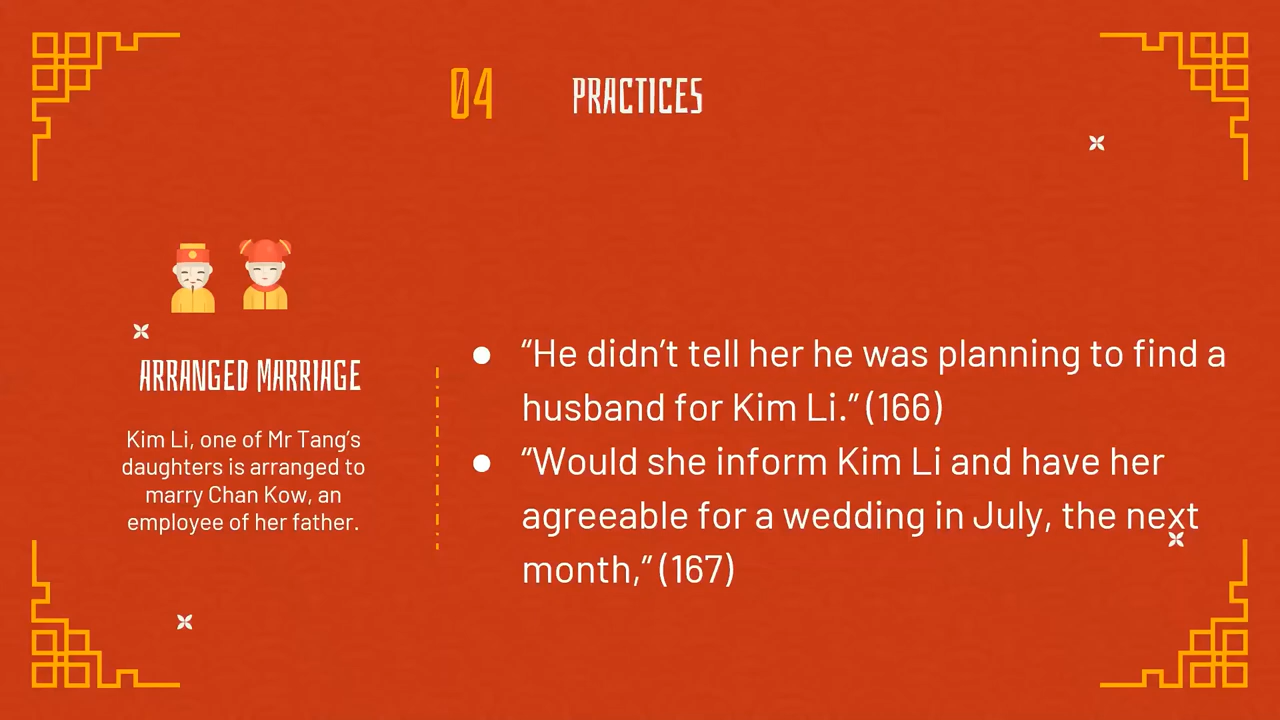 04 PRACTICES
ARRANGED MARRIAGE
Kim Li, one of Mr Tang’s
daughters is arranged to
marry Chan Kow, an
employee of her father.
● “He didn’t tell her he was planning to find a
husband for Kim Li.” (166)
● “Would she inform Kim Li and have her
agreeable for a wedding in July, the next
month,” (167)